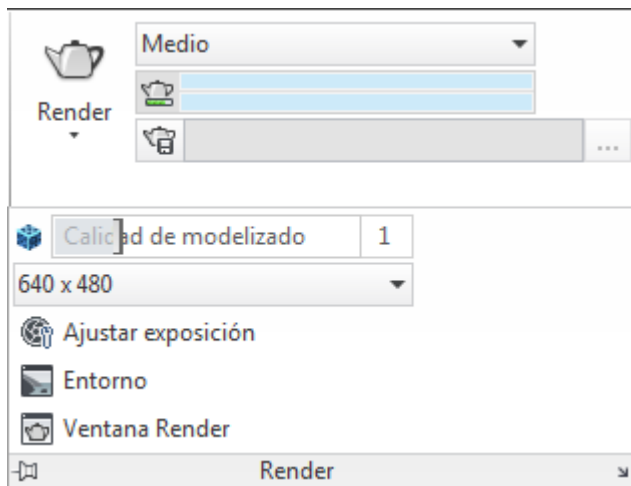 Medio
Render
...
Calidad de modelizado 1
640 x 480
Ajustar exposición
Entorno
Ventana Render
Render